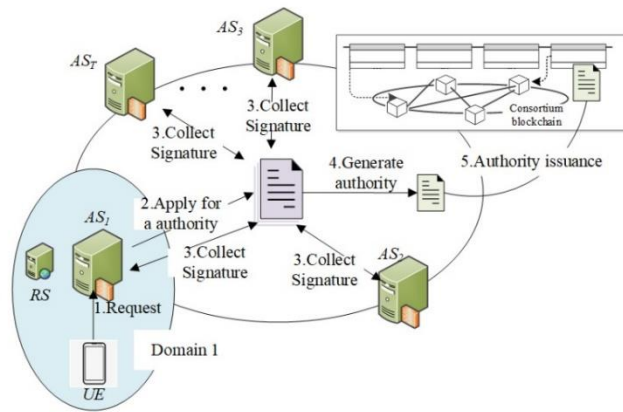 AS3
AST
. . .
3.Collect
Signature
3.Collect
Signature
Consortium
blockchain
4.Generate
authority
5.Authority issuance
2.Apply for
a authority
AS1
3.Collect
Signature
3.Collect
Signature
AS2
RS
1.Request
Domain 1
UE